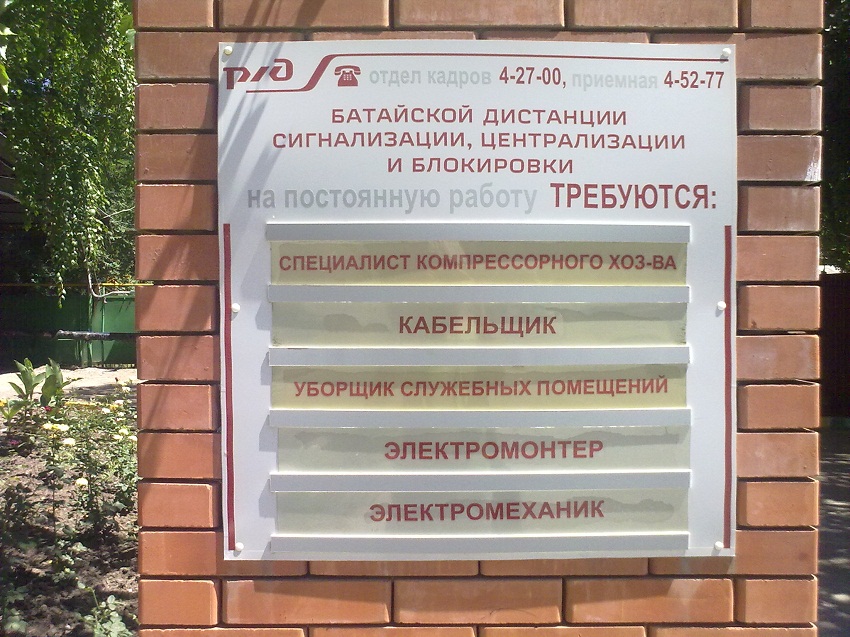 ржд отдел кадров 4-27-00, приемная 4-52-77
БАТАЙСКОЙ ДИСТАНЦИИ
СИГНАЛИЗАЦИИ, ЦЕНТРАЛИЗАЦИИ
И БЛОКИРОВКИ
на постоянную работу ТРЕБУЮТСЯ:
СПЕЦИАЛИСТ КОМПРЕССОРНОГО ХОЗ-ВА
КАБЕЛЬЩИК
УБОРЩИК СЛУЖЕБНЫХ ПОМЕЩЕНИЙ
ЭЛЕКТРОМОНТЕР
ЭЛЕКТРОМЕХАНИК